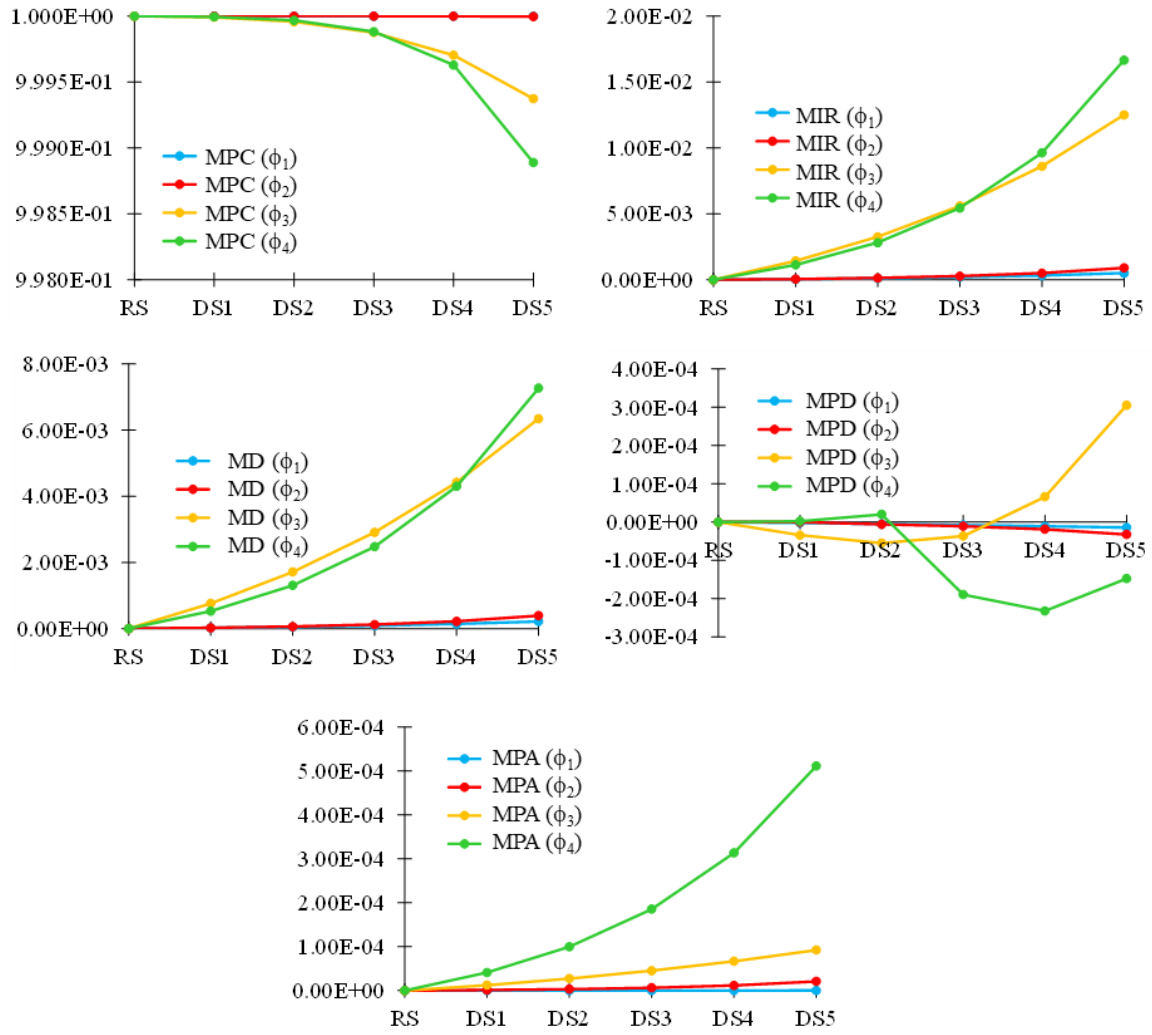 1.000E+00
9.995E-01
9.990E-01
9.985E-01
9.980E-01
MPC (ϕ₁)
MPC (ϕ₂)
MPC (ϕ₃)
MPC (ϕ₄)
RS DS1 DS2 DS3 DS4 DS5
2.00E-02
1.50E-02
1.00E-02
5.00E-03
0.00E+00
MIR (ϕ₁)
MIR (ϕ₂)
MIR (ϕ₃)
MIR (ϕ₄)
RS DS1 DS2 DS3 DS4 DS5
8.00E-03
6.00E-03
4.00E-03
2.00E-03
0.00E+00
MD (ϕ₁)
MD (ϕ₂)
MD (ϕ₃)
MD (ϕ₄)
RS DS1 DS2 DS3 DS4 DS5
4.00E-04
3.00E-04
2.00E-04
1.00E-04
0.00E+00
-1.00E-04
-2.00E-04
-3.00E-04
MPD (ϕ₁)
MPD (ϕ₂)
MPD (ϕ₃)
MPD (ϕ₄)
RS DS1 DS2 DS3 DS4 DS5
6.00E-04
5.00E-04
4.00E-04
3.00E-04
2.00E-04
1.00E-04
0.00E+00
MPA (ϕ₁)
MPA (ϕ₂)
MPA (ϕ₃)
MPA (ϕ₄)
RS DS1 DS2 DS3 DS4 DS5